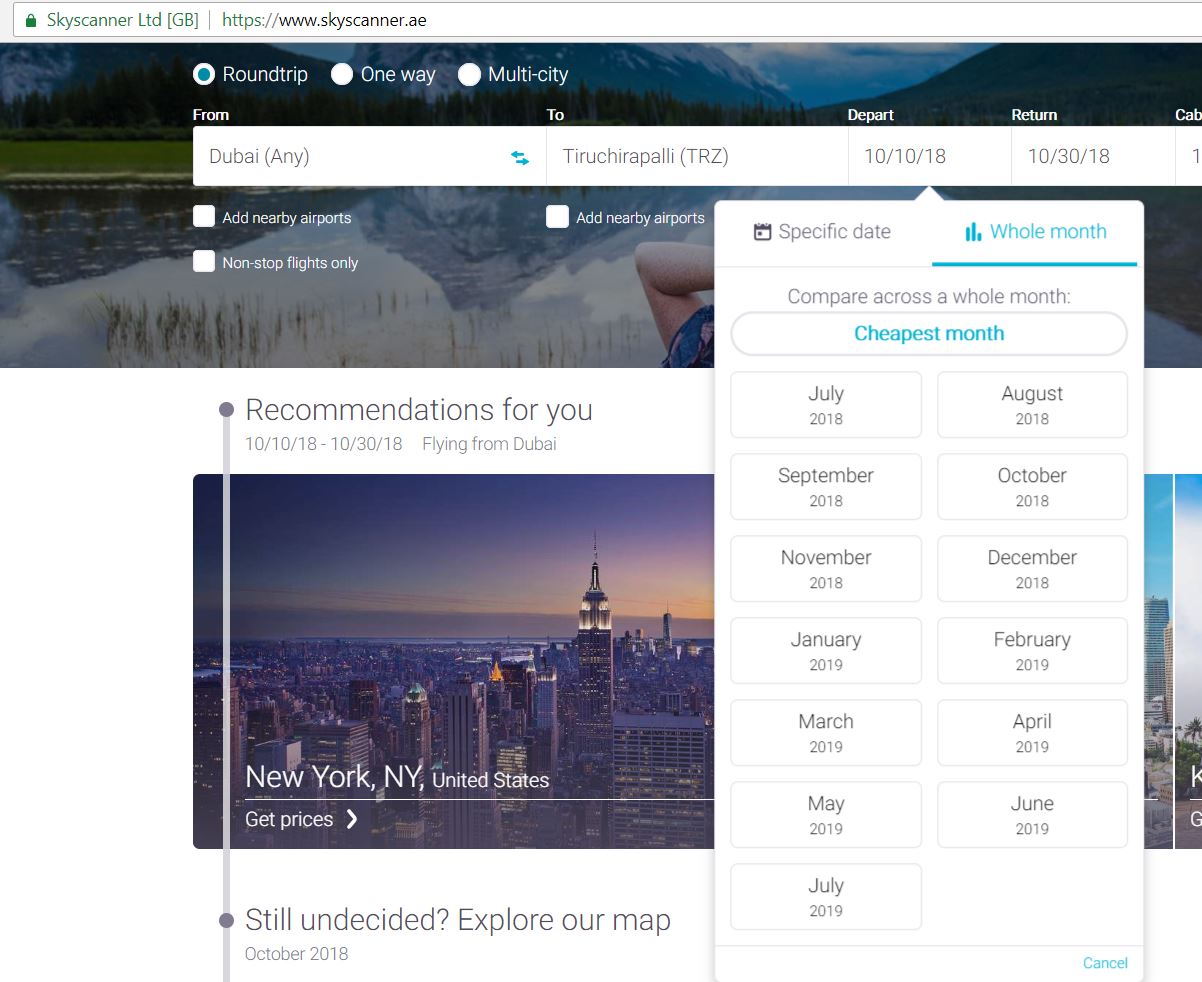 Skyscanner Ltd [GB] https://www.skyscanner.ae
Roundtrip One way Multi-city
From To Depart Return Cab
Dubai (Any) Tiruchirapalli (TRZ) 10/10/18 10/30/18 1
Add nearby airports Add nearby airports
Non-stop flights only
Specific date Whole month
Compare across a whole month:
Cheapest month
July August
2018 2018
September October
2018 2018
November December
2018 2018
January February
2019 2019
March April
2019 2019
May June
2019 2019
July
2019
Cancel
Recommendations for you
10/10/18 - 10/30/18 Flying from Dubai
New York, NY, United States
Get prices
K
G
Still undecided? Explore our map
October 2018